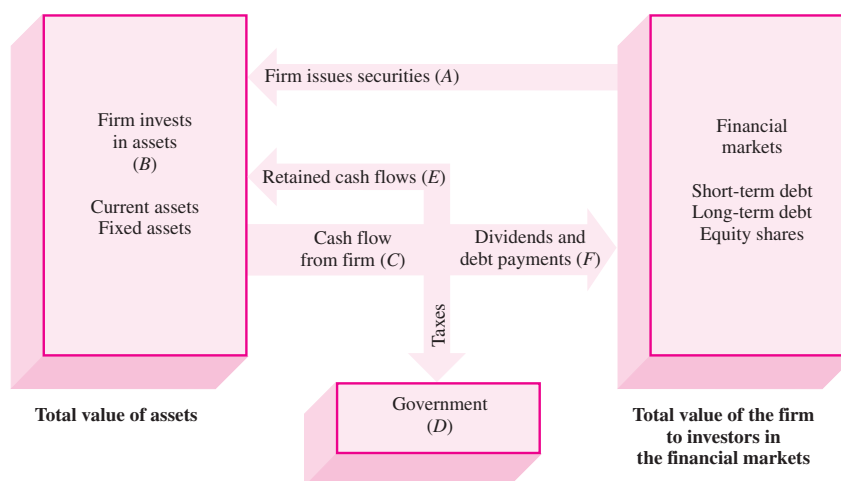 Firm issues securities (A)
Firm invests
in assets
(B)
Current assets
Fixed assets
Financial
markets
Short-term debt
Long-term debt
Equity shares
Retained cash flows (E)
Cash flow
from firm (C)
Dividends and
debt payments (F)
Taxes
Government
(D)
Total value of assets
Total value of the firm
to investors in
the financial markets